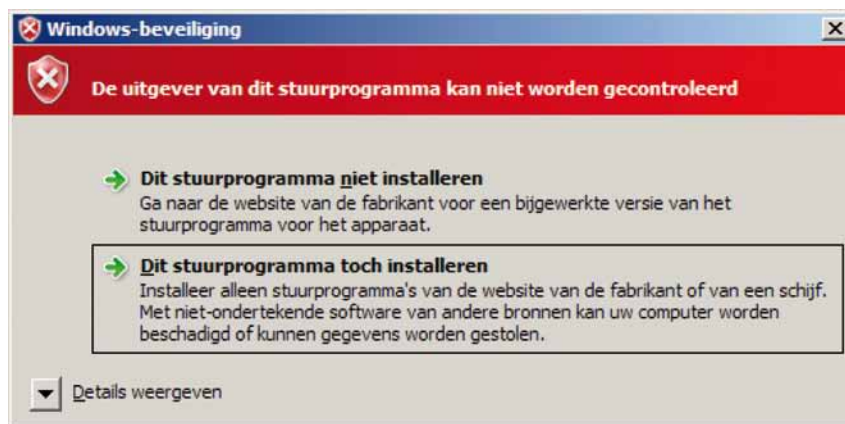 Windows-beveiliging
De uitgever van dit stuurprogramma kan niet worden gecontroleerd
Dit stuurprogramma niet installeren
Ga naar de website van de fabrikant voor een bijgewerkte versie van het
stuurprogramma voor het apparaat.
Dit stuurprogramma toch installeren
Installeer alleen stuurprogramma's van de website van de fabrikant of van een schijf.
Met niet-ondertekende software van andere bronnen kan uw computer worden
beschadigd of kunnen gegevens worden gestolen.
Details weergeven